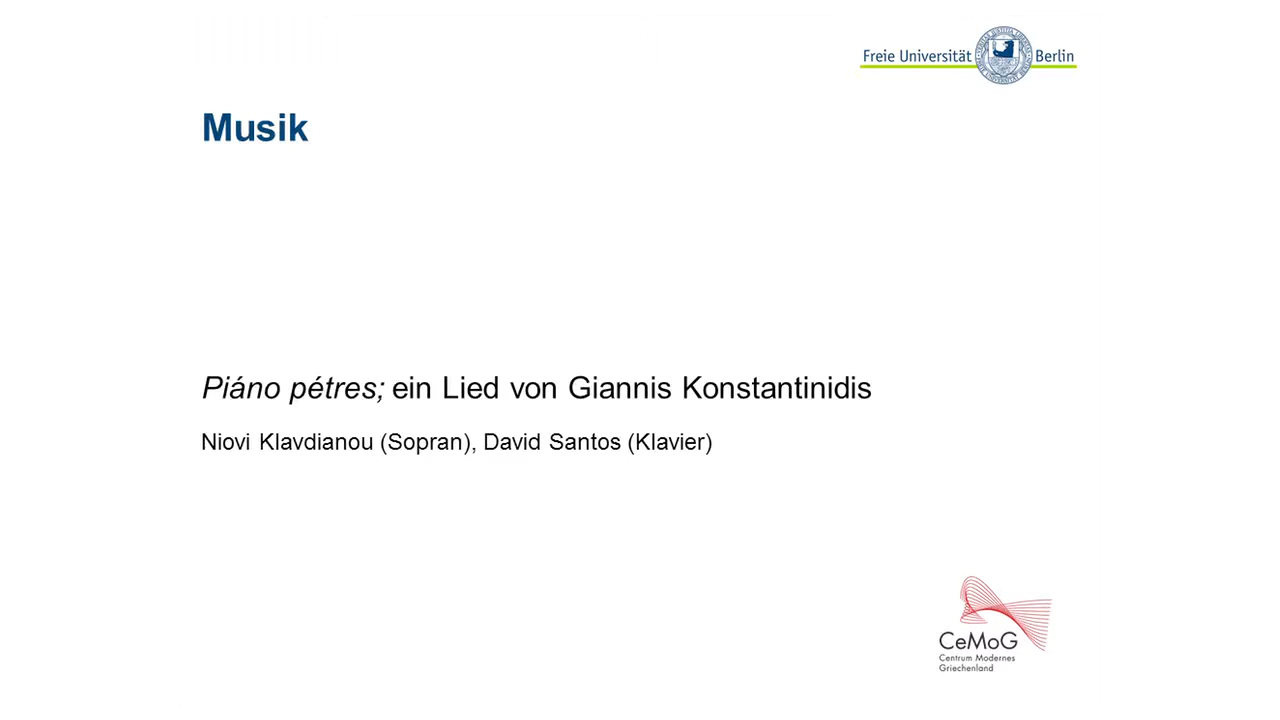 Freie Universität Berlin
Musik
Piáno pétres; ein Lied von Giannis Konstantinidis
Niovi Klavdianou (Sopran), David Santos (Klavier)
CeMoG
Centrum Modernes
Griechenland